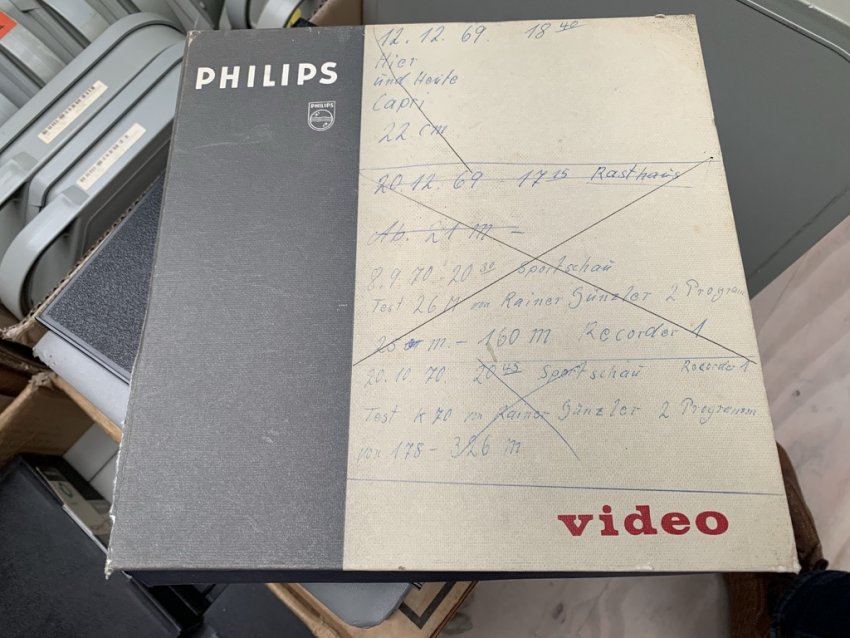 PHILIPS
PHILIPS
12.12.69. 18 40
Hier
und Heute
Capri
22 cm
20.12.69 - 17 15 Rasthaus
Ab. 21 m =
8.9.70 - 20 30 Sportschau
Test 26 M von Rainer Günzler 2 Program
m. - 160 m Recorder 1
20.10.70. 20 45 Sportschau Recorder 1
Test K 70 von Rainer Günzler 2 Programm
von 178 - 326 m
video